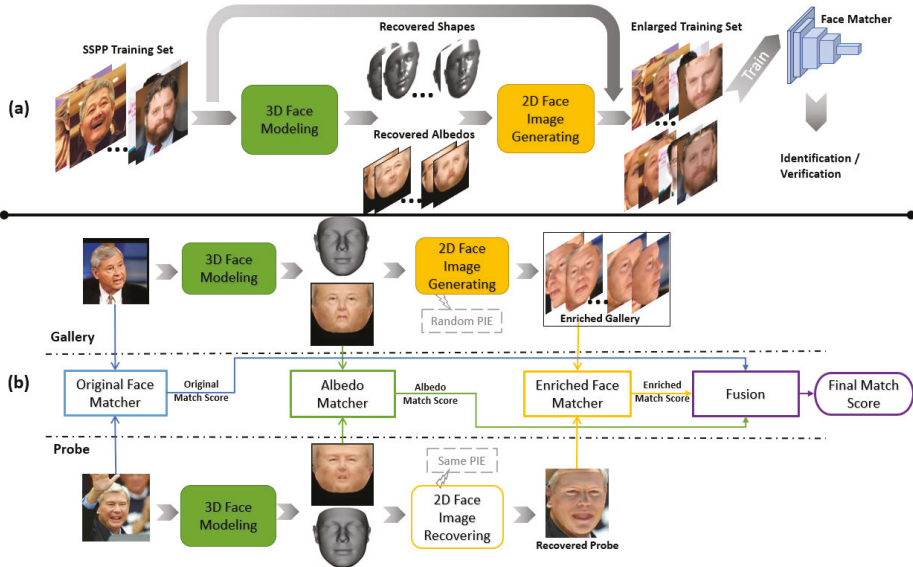 SSPP Training Set
Recovered Shapes
Enlarged Training Set
Face Matcher
(a)
3D Face
Modeling
2D Face
Image
Generating
Train
Recovered Albedos
Identification /
Verification
3D Face
Modeling
2D Face
Image
Generating
Random PIE
Enriched Gallery
Gallery
(b)
Original Face
Matcher
Original
Match Score
Albedo
Matcher
Albedo
Match Score
Enriched Face
Matcher
Enriched
Match Score
Fusion
Final Match
Score
Probe
Same PIE
3D Face
Modeling
2D Face
Image
Recovering
Recovered Probe